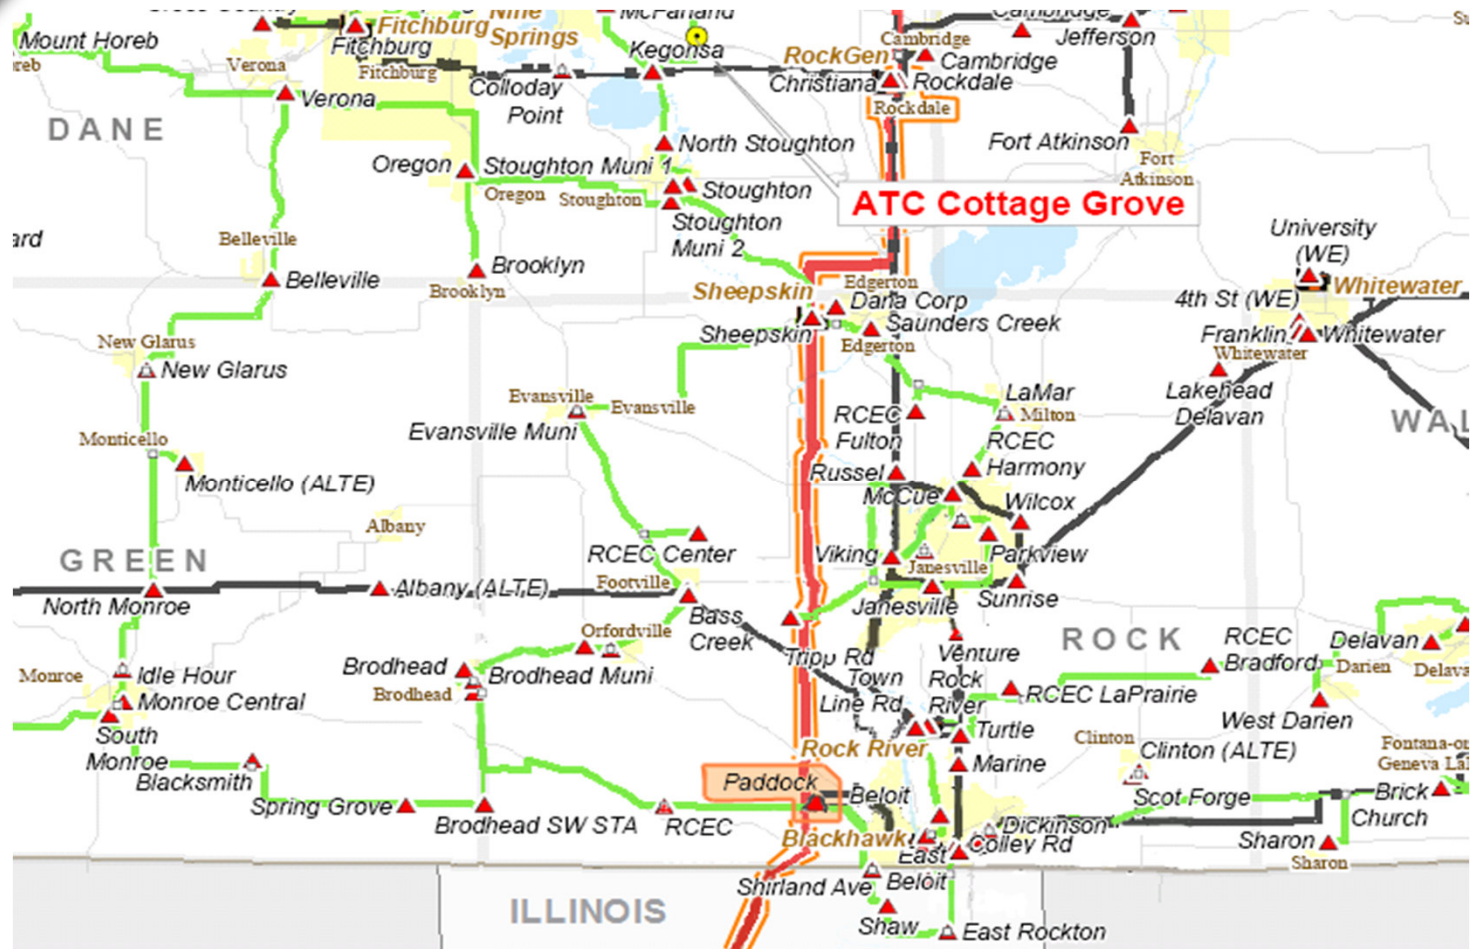 McFarland
Cambridge
Nine
Springs
Fitchburg
Fitchburg
Fitchburg
Mount Horeb
Verona
Verona
Kegonsa
RockGen
Cambridge
Cambridge
Jefferson
Colloday
Point
Christiana
Rockdale
Rockdale
DANE
North Stoughton
Fort Atkinson
Fort
Atkinson
Oregon
Oregon
Stoughton Muni 1
Stoughton
Stoughton
Stoughton
Muni 2
ATC Cottage Grove
University
(WE)
Belleville
Belleville
Brooklyn
Brooklyn
Sheepskin
Sheepskin
Edgerton
Dana Corp
Saunders Creek
Edgerton
4th St (WE)
Whitewater
Franklin
Whitewater
Whitewater
New Glarus
New Glarus
Lakehead
Delavan
Evansville
Evansville
Evansville Muni
RCEC
Fulton
LaMar
Milton
RCEC
Harmony
WAL
Monticello
Monticello (ALTE)
Russel
McCue
Wilcox
Albany
GREEN
RCEC Center
Viking
Parkview
Janesville
Footville
Albany (ALTE)
North Monroe
Janesville
Sunrise
Bass
Creek
Orfordville
ROCK
Tripp Rd
Venture
RCEC
Bradford
Delavan
Darien
Monroe
Idle Hour
Brodhead
Brodhead
Brodhead Muni
Town
Line Rd
Rock
River
RCEC LaPrairie
Monroe Central
West Darien
South
Monroe
Turtle
Rock River
Clinton
Clinton (ALTE)
Blacksmith
Marine
Paddock
Beloit
Spring Grove
Brodhead SW STA
RCEC
Scot Forge
Brick
Church
Blackhawk
Dickinson
Colley Rd
East
Beloit
Sharon
Sharon
Shirland Ave
ILLINOIS
Shaw
East Rockton